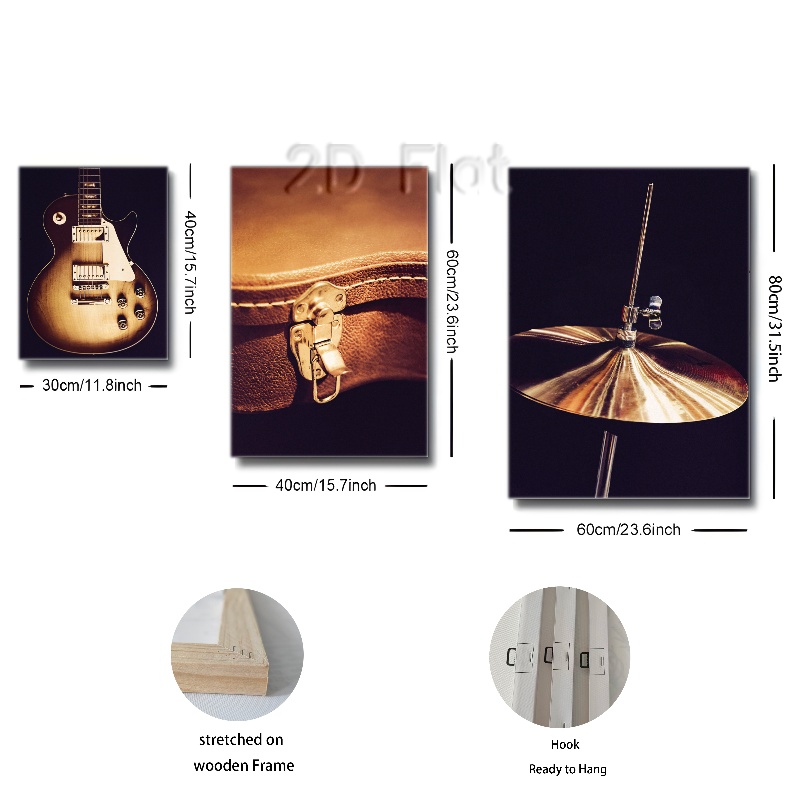 2D Flat
40cm/15.7inch
30cm/11.8inch
60cm/23.6inch
40cm/15.7inch
80cm/31.5inch
60cm/23.6inch
stretched on
wooden Frame
Hook
Ready to Hang